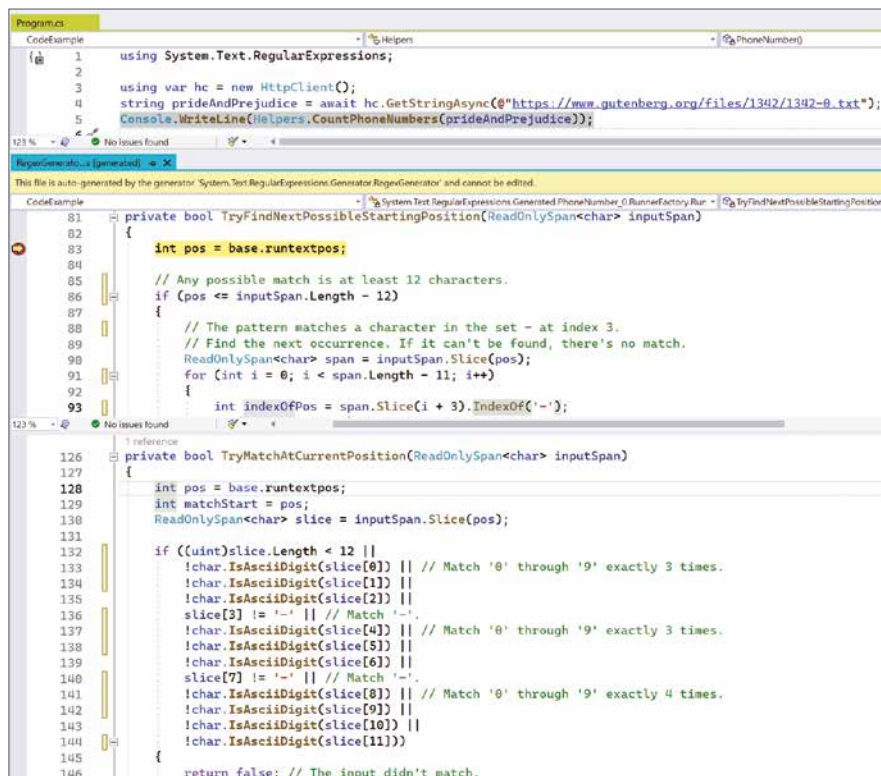 Program.cs
CodeExample Helpers PhoneNumber()
1 using System.Text.RegularExpressions;
2
3 using var hc = new HttpClient();
4 string prideAndPrejudice = await hc.GetStringAsync(@"https://www.gutenberg.org/files/1342/1342-0.txt");
5 Console.WriteLine(Helpers.CountPhoneNumbers(prideAndPrejudice));
123 % No issues found
RegexGenerato...s [generated]
This file is auto-generated by the generator 'System.Text.RegularExpressions.Generator.RegexGenerator' and cannot be edited.
CodeExample System.Text.RegularExpressions.Generated.PhoneNumber_0.RunnerFactory.Run TryFindNextPossibleStartingPosition
81 private bool TryFindNextPossibleStartingPosition(ReadOnlySpan<char> inputSpan)
82 {
83 int pos = base.runtextpos;
84
85 // Any possible match is at least 12 characters.
86 if (pos <= inputSpan.Length - 12)
87 {
88 // The pattern matches a character in the set - at index 3.
89 // Find the next occurrence. If it can't be found, there's no match.
90 ReadOnlySpan<char> span = inputSpan.Slice(pos);
91 for (int i = 0; i < span.Length - 11; i++)
92 {
93 int indexOfPos = span.Slice(i + 3).IndexOf('-');
123 % No issues found
1 reference
126 private bool TryMatchAtCurrentPosition(ReadOnlySpan<char> inputSpan)
127 {
128 int pos = base.runtextpos;
129 int matchStart = pos;
130 ReadOnlySpan<char> slice = inputSpan.Slice(pos);
131
132 if ((uint)slice.Length < 12 ||
133 !char.IsAsciiDigit(slice[0]) || // Match '0' through '9' exactly 3 times.
134 !char.IsAsciiDigit(slice[1]) ||
135 !char.IsAsciiDigit(slice[2]) ||
136 slice[3] != '-' || // Match '-'.
137 !char.IsAsciiDigit(slice[4]) || // Match '0' through '9' exactly 3 times.
138 !char.IsAsciiDigit(slice[5]) ||
139 !char.IsAsciiDigit(slice[6]) ||
140 slice[7] != '-' || // Match '-'.
141 !char.IsAsciiDigit(slice[8]) || // Match '0' through '9' exactly 4 times.
142 !char.IsAsciiDigit(slice[9]) ||
143 !char.IsAsciiDigit(slice[10]) ||
144 !char.IsAsciiDigit(slice[11]))
145 {
146 return false; // The input didn't match.